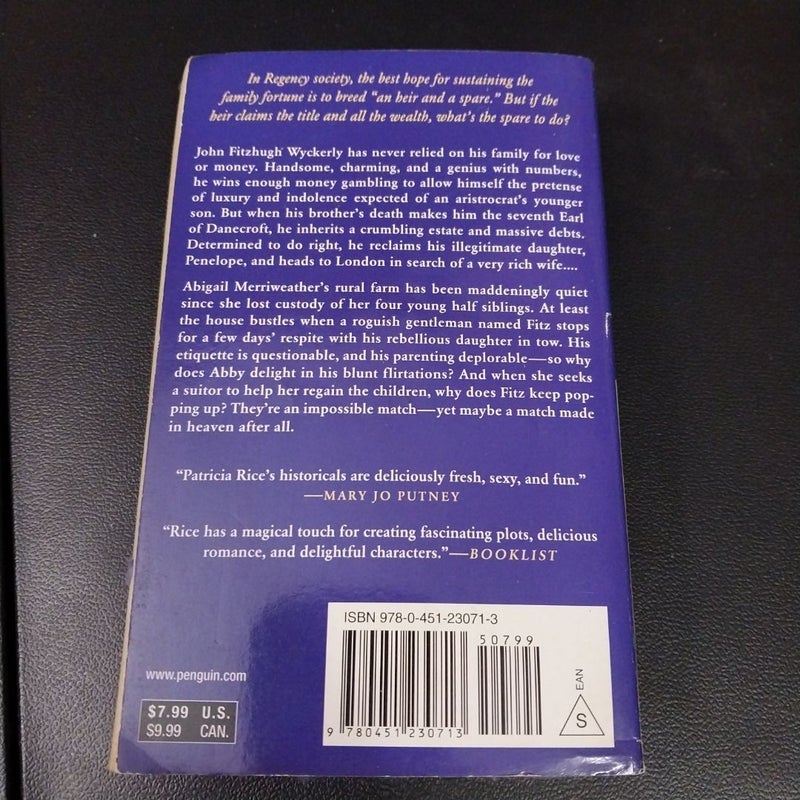 In Regency society, the best hope for sustaining the
family fortune is to breed “an heir and a spare.” But if the
heir claims the title and all the wealth, what’s the spare to do?
John Fitzhugh Wyckerly has never relied on his family for love
or money. Handsome, charming, and a genius with numbers,
he wins enough money gambling to allow himself the pretense
of luxury and indolence expected of an aristocrat’s younger
son. But when his brother’s death makes him the seventh Earl
of Danecroft, he inherits a crumbling estate and massive debts.
Determined to do right, he reclaims his illegitimate daughter,
Penelope, and heads to London in search of a very rich wife....
Abigail Merriweather’s rural farm has been maddeningly quiet
since she lost custody of her four young half siblings. At least
the house bustles when a roguish gentleman named Fitz stops
for a few days’ respite with his rebellious daughter in tow. His
etiquette is questionable, and his parenting deplorable—so why
does Abby delight in his blunt flirtations? And when she seeks
a suitor to help her regain the children, why does Fitz keep pop-
ping up? They’re an impossible match—yet maybe a match made
in heaven after all.
“Patricia Rice’s historicals are deliciously fresh, sexy, and fun.”
—MARY JO PUTNEY
“Rice has a magical touch for creating fascinating plots, delicious
romance, and delightful characters.”—BOOKLIST
ISBN 978-0-451-23071-3
50799
9 780451 230713
EAN
S
www.penguin.com
$7.99 U.S.
$9.99 CAN.